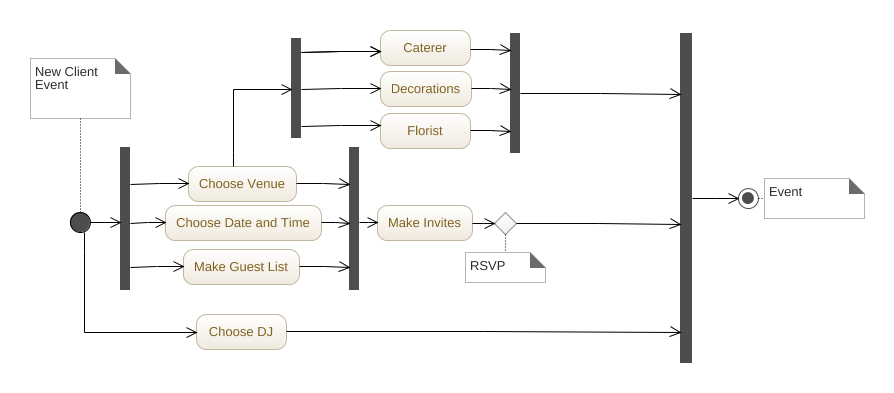 New Client
Event
Caterer
Decorations
Florist
Choose Venue
Choose Date and Time
Make Guest List
Make Invites
RSVP
Event
Choose DJ